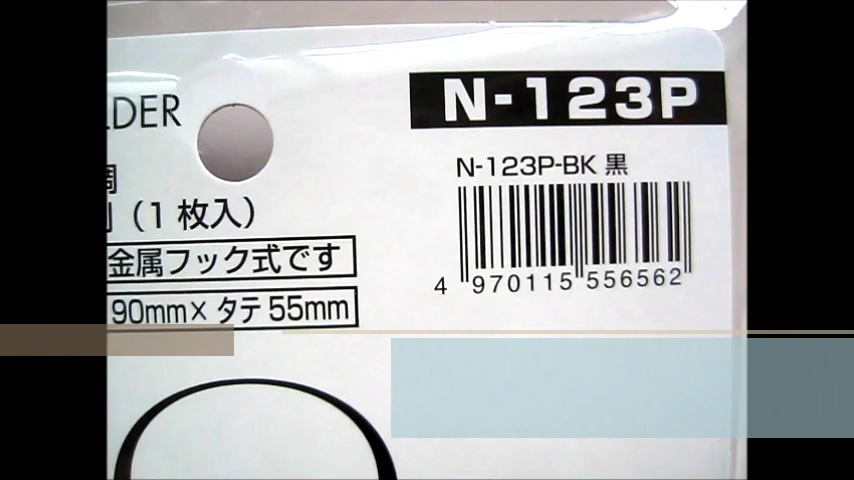 LDER
N-123P
N-123P-BK 黒
調
（1枚入）
金属フック式です
90mm× タテ 55mm
4 970115 556562